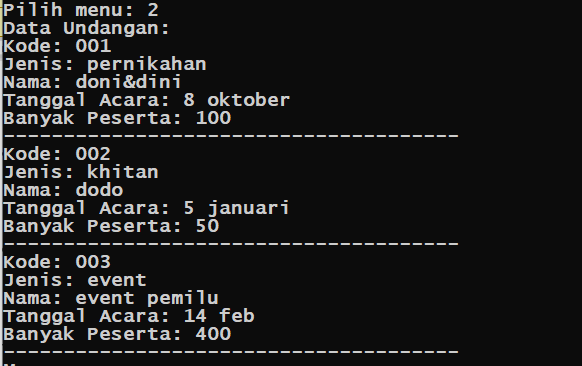 Pilih menu: 2
Data Undangan:
Kode: 001
Jenis: pernikahan
Nama: doni&dini
Tanggal Acara: 8 oktober
Banyak Peserta: 100
--------------------------------------
Kode: 002
Jenis: khitan
Nama: dodo
Tanggal Acara: 5 januari
Banyak Peserta: 50
--------------------------------------
Kode: 003
Jenis: event
Nama: event pemilu
Tanggal Acara: 14 feb
Banyak Peserta: 400
--------------------------------------